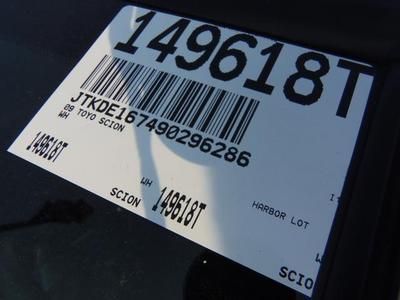 149618T
JTKDE167490296286
09 TOYO SCION
WH
149618T
WH
SCION
149618T
HARBOR LOT
W
SCIO